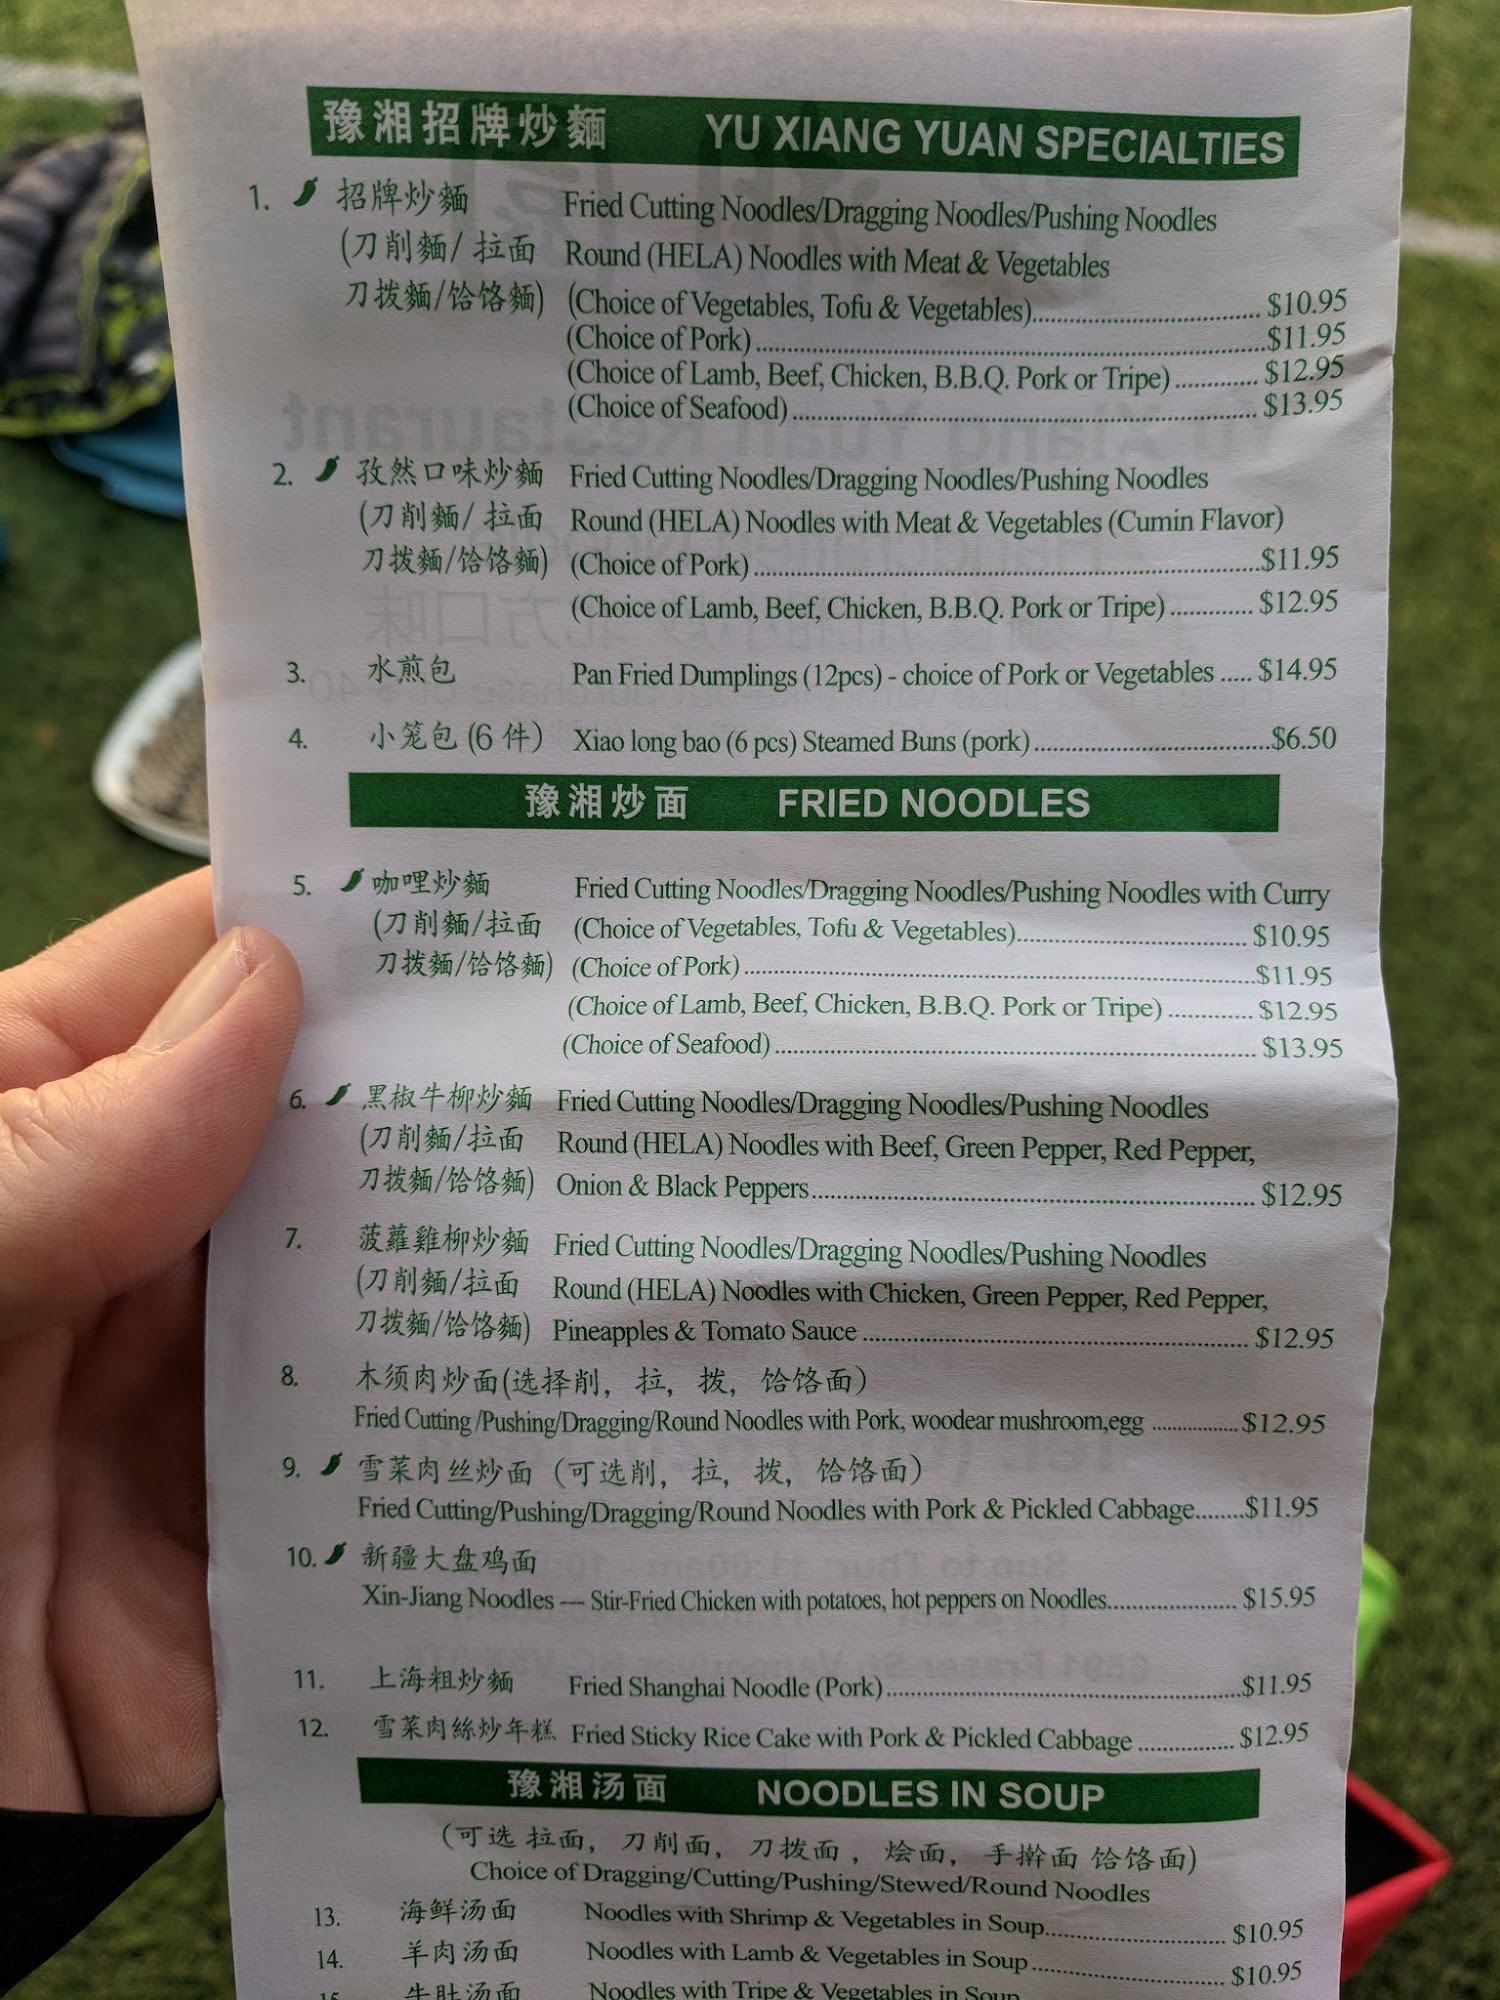 豫湘招牌炒麵 YU XIANG YUAN SPECIALTIES
1. 招牌炒麵 Fried Cutting Noodles/Dragging Noodles/Pushing Noodles
(刀削麵/ 拉面 Round (HELA) Noodles with Meat & Vegetables
刀拨麵/饸饹麵) (Choice of Vegetables, Tofu & Vegetables)........ $10.95
(Choice of Pork)........$11.95
(Choice of Lamb, Beef, Chicken, B.B.Q. Pork or Tripe)........ $12.95
(Choice of Seafood)........ $13.95
2. 孜然口味炒麵 Fried Cutting Noodles/Dragging Noodles/Pushing Noodles
(刀削麵/ 拉面 Round (HELA) Noodles with Meat & Vegetables (Cumin Flavor)
刀拨麵/饸饹麵) (Choice of Pork)........$11.95
(Choice of Lamb, Beef, Chicken, B.B.Q. Pork or Tripe)........ $12.95
3. 水煎包 Pan Fried Dumplings (12pcs) - choice of Pork or Vegetables ..... $14.95
4. 小笼包 (6 件) Xiao long bao (6 pcs) Steamed Buns (pork)........$6.50
豫湘炒面 FRIED NOODLES
5. 咖哩炒麵 Fried Cutting Noodles/Dragging Noodles/Pushing Noodles with Curry
(刀削麵/拉面 (Choice of Vegetables, Tofu & Vegetables)........ $10.95
刀拨麵/饸饹麵) (Choice of Pork)........$11.95
(Choice of Lamb, Beef, Chicken, B.B.Q. Pork or Tripe)........ $12.95
(Choice of Seafood)........ $13.95
6. 黑椒牛柳炒麵 Fried Cutting Noodles/Dragging Noodles/Pushing Noodles
(刀削麵/拉面 Round (HELA) Noodles with Beef, Green Pepper, Red Pepper,
刀拨麵/饸饹麵) Onion & Black Peppers........ $12.95
7. 菠蘿雞柳炒麵 Fried Cutting Noodles/Dragging Noodles/Pushing Noodles
(刀削麵/拉面 Round (HELA) Noodles with Chicken, Green Pepper, Red Pepper,
刀拨麵/饸饹麵) Pineapples & Tomato Sauce ........ $12.95
8. 木须肉炒面(选择削，拉，拨，饸饹面)
Fried Cutting /Pushing/Dragging/Round Noodles with Pork, woodear mushroom,egg ........ $12.95
9. 雪菜肉丝炒面 (可选削，拉，拨，饸饹面)
Fried Cutting/Pushing/Dragging/Round Noodles with Pork & Pickled Cabbage........$11.95
10. 新疆大盘鸡面
Xin-Jiang Noodles --- Stir-Fried Chicken with potatoes, hot peppers on Noodles........ $15.95
11. 上海粗炒麵 Fried Shanghai Noodle (Pork)........$11.95
12. 雪菜肉絲炒年糕 Fried Sticky Rice Cake with Pork & Pickled Cabbage ........ $12.95
豫湘汤面 NOODLES IN SOUP
(可选 拉面，刀削面，刀拨面，烩面，手擀面 饸饹面)
Choice of Dragging/Cutting/Pushing/Stewed/Round Noodles
13. 海鲜汤面 Noodles with Shrimp & Vegetables in Soup........ $10.95
14. 羊肉汤面 Noodles with Lamb & Vegetables in Soup........ $10.95
15. 牛肚汤面 Noodles with Tripe & Vegetables in Soup